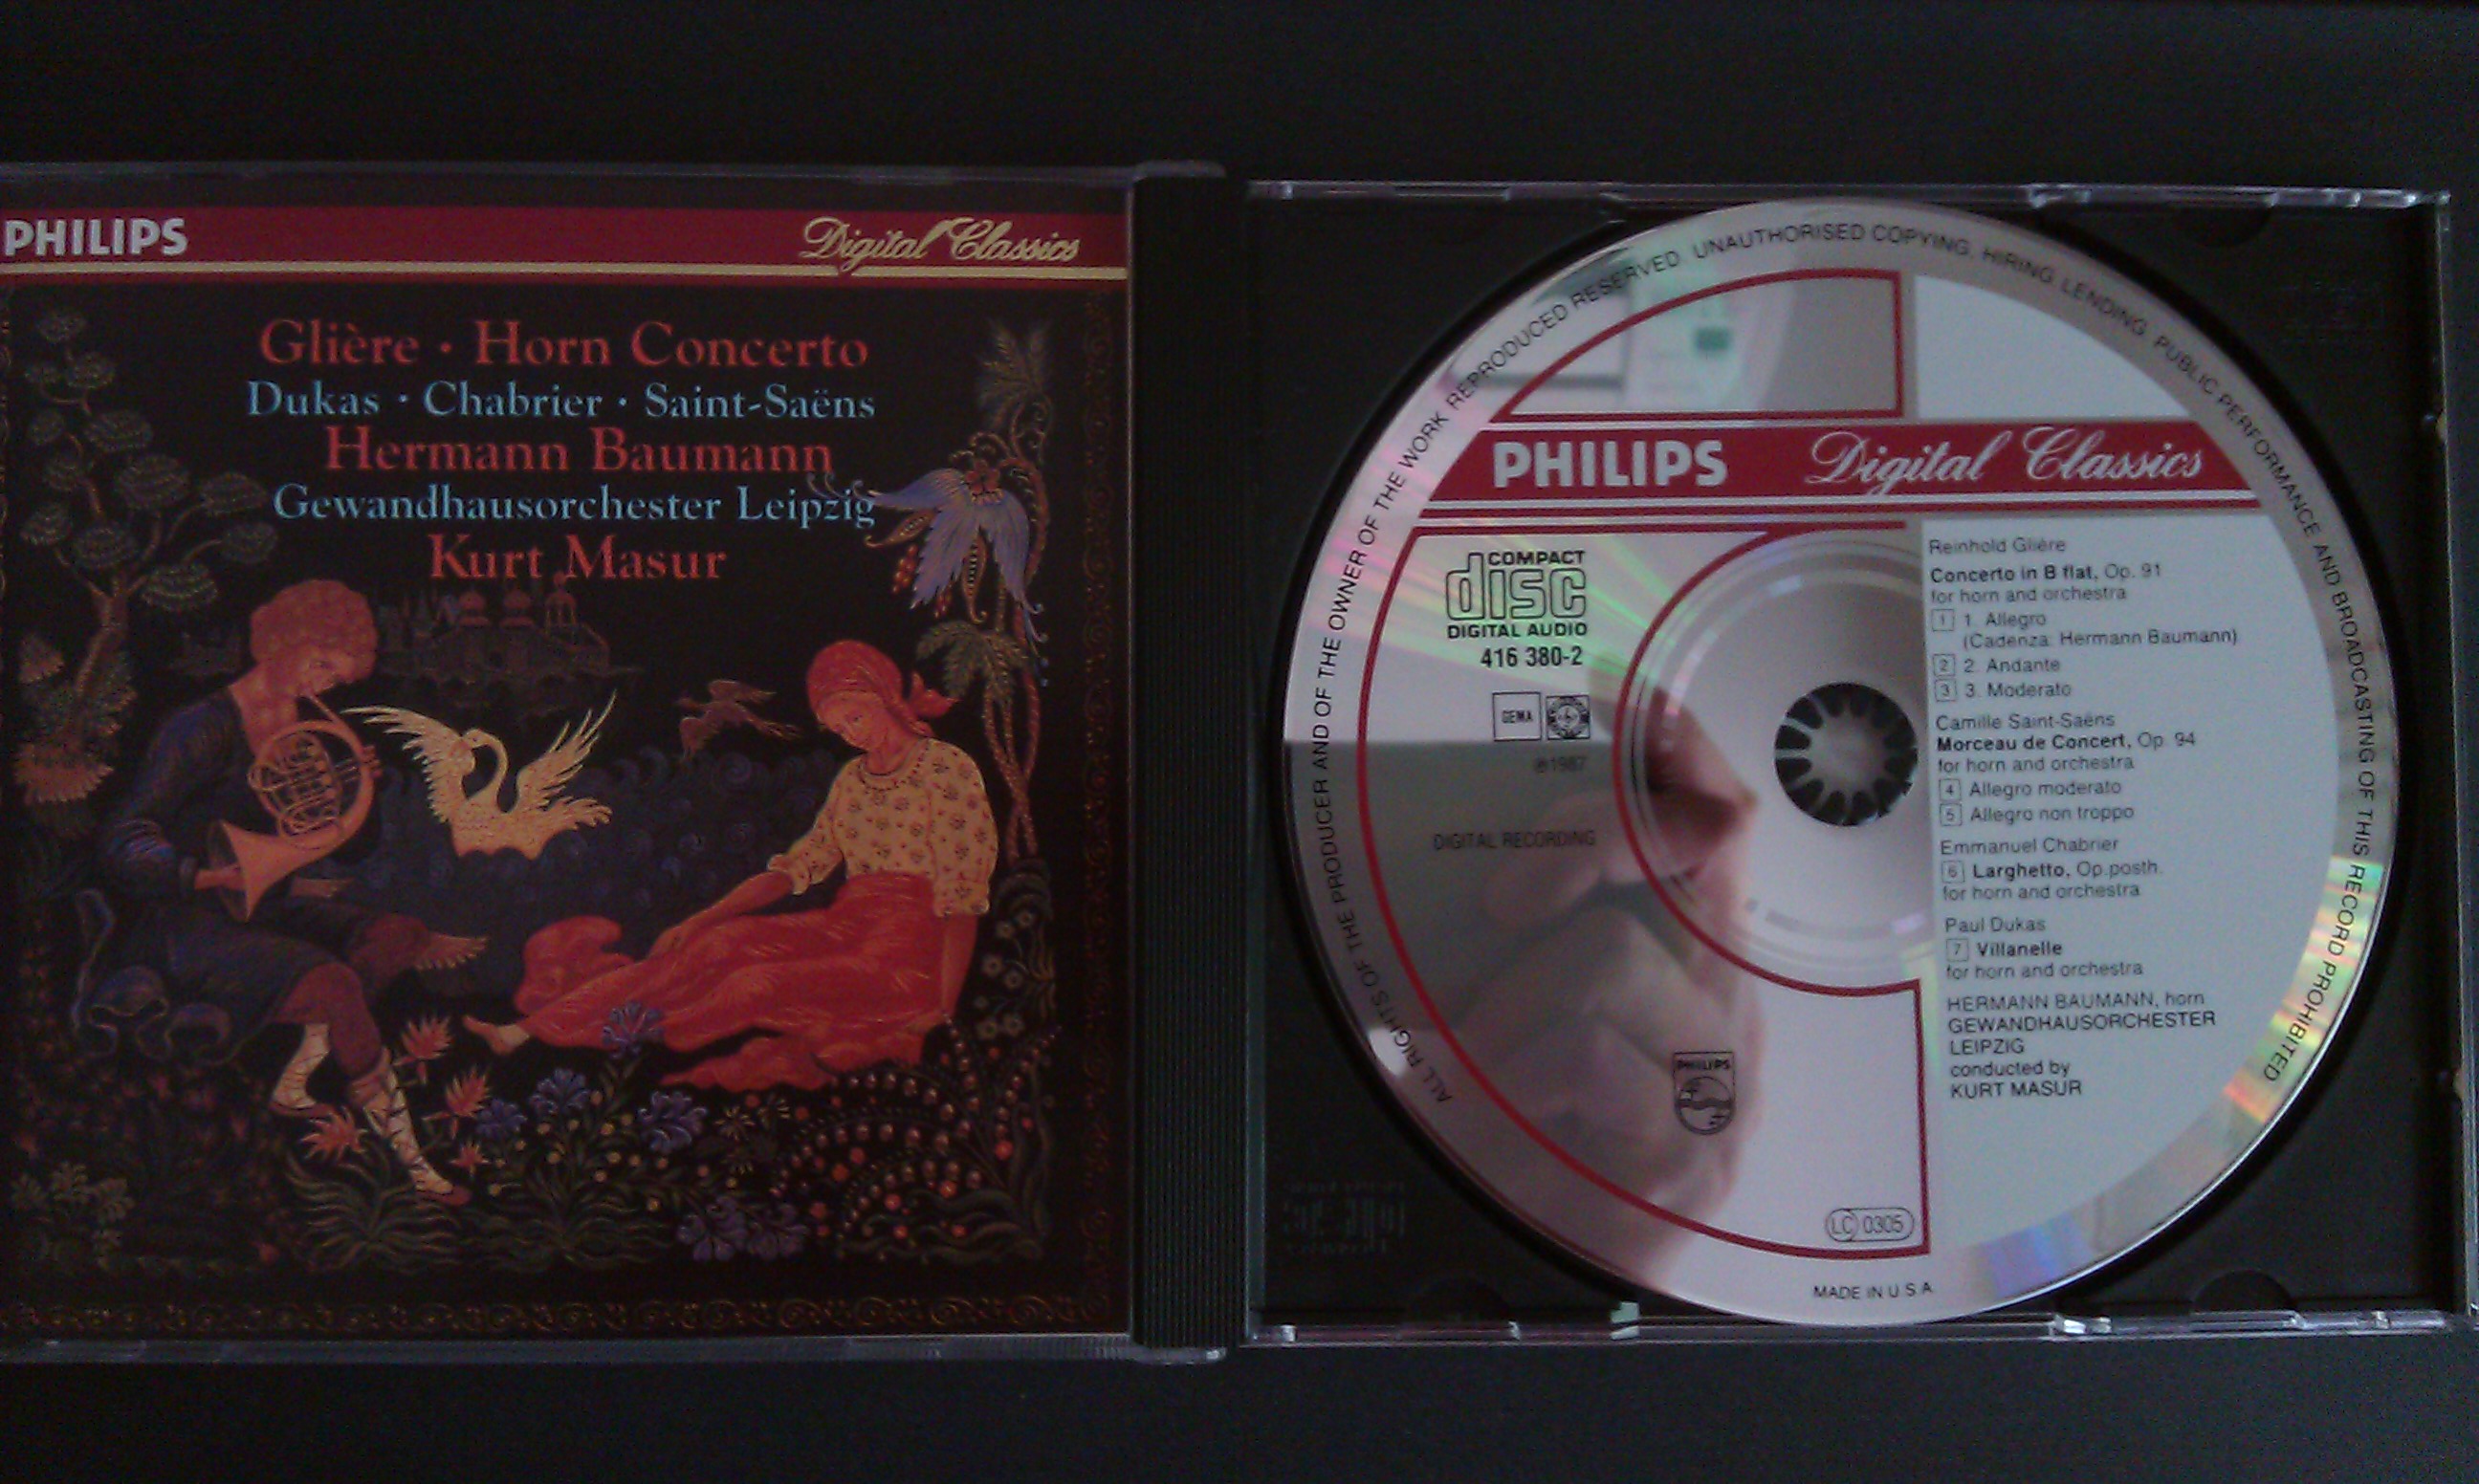 PHILIPS
Digital Classics
Glière · Horn Concerto
Dukas · Chabrier · Saint-Saëns
Hermann Baumann
Gewandhausorchester Leipzig
Kurt Masur
ALL RIGHTS OF THE PRODUCER AND OF THE OWNER OF THE WORK REPRODUCED RESERVED. UNAUTHORISED COPYING, HIRING, LENDING, PUBLIC PERFORMANCE AND BROADCASTING OF THIS RECORD PROHIBITED
PHILIPS Digital Classics
COMPACT
disc
DIGITAL AUDIO
416 380-2
GEMA
℗1987
DIGITAL RECORDING
PHILIPS
Reinhold Glière
Concerto in B flat, Op. 91
for horn and orchestra
1 1. Allegro
(Cadenza: Hermann Baumann)
2 2. Andante
3 3. Moderato
Camille Saint-Saëns
Morceau de Concert, Op. 94
for horn and orchestra
4 Allegro moderato
5 Allegro non troppo
Emmanuel Chabrier
6 Larghetto, Op.posth.
for horn and orchestra
Paul Dukas
7 Villanelle
for horn and orchestra
HERMANN BAUMANN, horn
GEWANDHAUSORCHESTER
LEIPZIG
conducted by
KURT MASUR
LC 0305
MADE IN U.S.A.